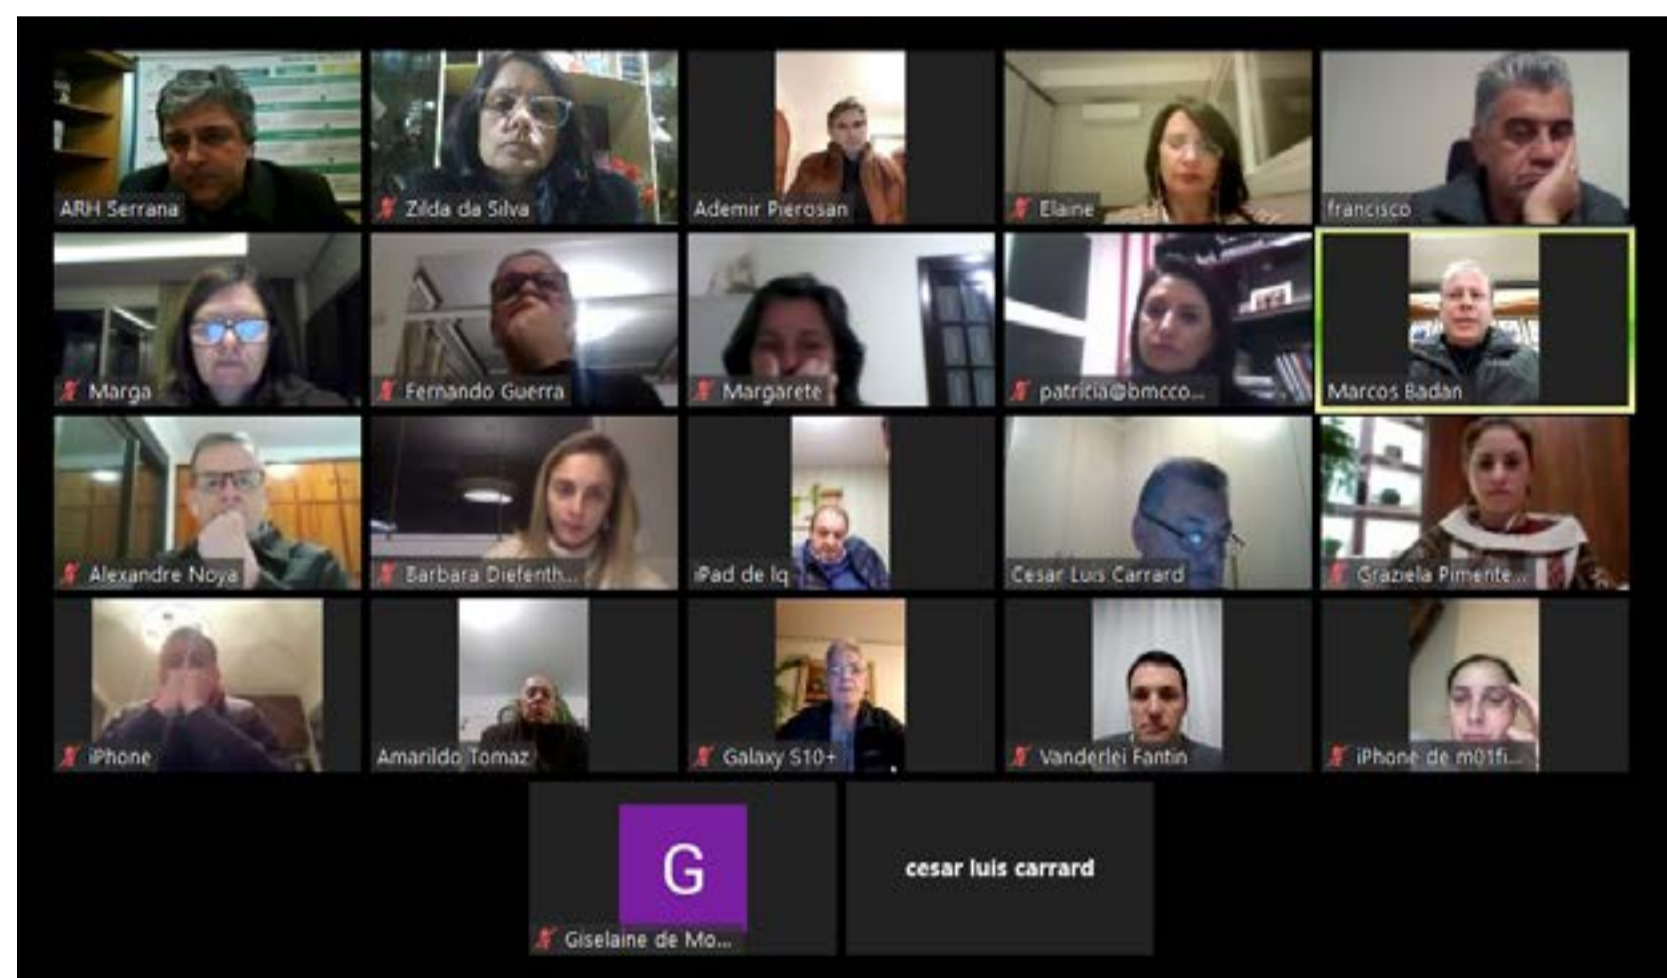 ARH Serrana
Zilda da Silva
Ademir Pierosan
Elaine
francisco
Marga
Fernando Guerra
Margarete
patricia@bmcco...
Marcos Badan
Alexandre Noya
Barbara Diefenth...
iPad de lq
Cesar Luis Carrard
Graziela Pimente...
iPhone
Amarildo Tomaz
Galaxy S10+
Vanderlei Fantin
iPhone de m01fi...
G
Giselaine de Mo...
cesar luis carrard